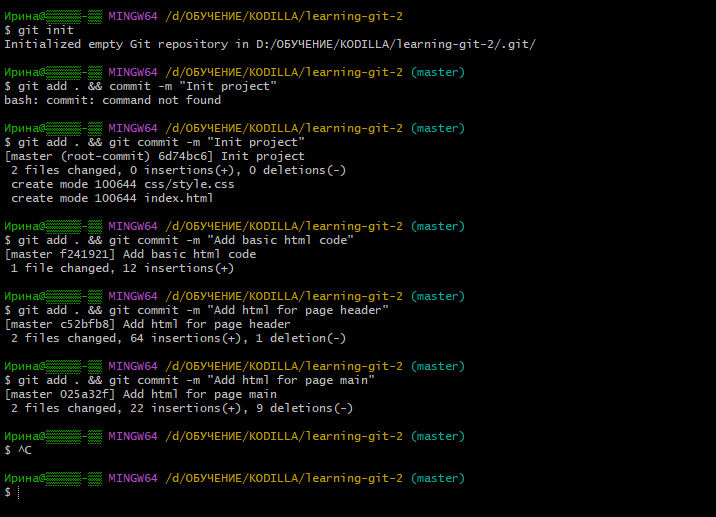 Ирина@▒▒▒▒▒-▒▒ MINGW64 /d/ОБУЧЕНИЕ/KODILLA/learning-git-2
$ git init
Initialized empty Git repository in D:/ОБУЧЕНИЕ/KODILLA/learning-git-2/.git/
Ирина@▒▒▒▒▒-▒▒ MINGW64 /d/ОБУЧЕНИЕ/KODILLA/learning-git-2 (master)
$ git add . && commit -m "Init project"
bash: commit: command not found
Ирина@▒▒▒▒▒-▒▒ MINGW64 /d/ОБУЧЕНИЕ/KODILLA/learning-git-2 (master)
$ git add . && git commit -m "Init project"
[master (root-commit) 6d74bc6] Init project
 2 files changed, 0 insertions(+), 0 deletions(-)
 create mode 100644 css/style.css
 create mode 100644 index.html
Ирина@▒▒▒▒▒-▒▒ MINGW64 /d/ОБУЧЕНИЕ/KODILLA/learning-git-2 (master)
$ git add . && git commit -m "Add basic html code"
[master f241921] Add basic html code
 1 file changed, 12 insertions(+)
Ирина@▒▒▒▒▒-▒▒ MINGW64 /d/ОБУЧЕНИЕ/KODILLA/learning-git-2 (master)
$ git add . && git commit -m "Add html for page header"
[master c52bfb8] Add html for page header
 2 files changed, 64 insertions(+), 1 deletion(-)
Ирина@▒▒▒▒▒-▒▒ MINGW64 /d/ОБУЧЕНИЕ/KODILLA/learning-git-2 (master)
$ git add . && git commit -m "Add html for page main"
[master 025a32f] Add html for page main
 2 files changed, 22 insertions(+), 9 deletions(-)
Ирина@▒▒▒▒▒-▒▒ MINGW64 /d/ОБУЧЕНИЕ/KODILLA/learning-git-2 (master)
$ ^C
Ирина@▒▒▒▒▒-▒▒ MINGW64 /d/ОБУЧЕНИЕ/KODILLA/learning-git-2 (master)
$